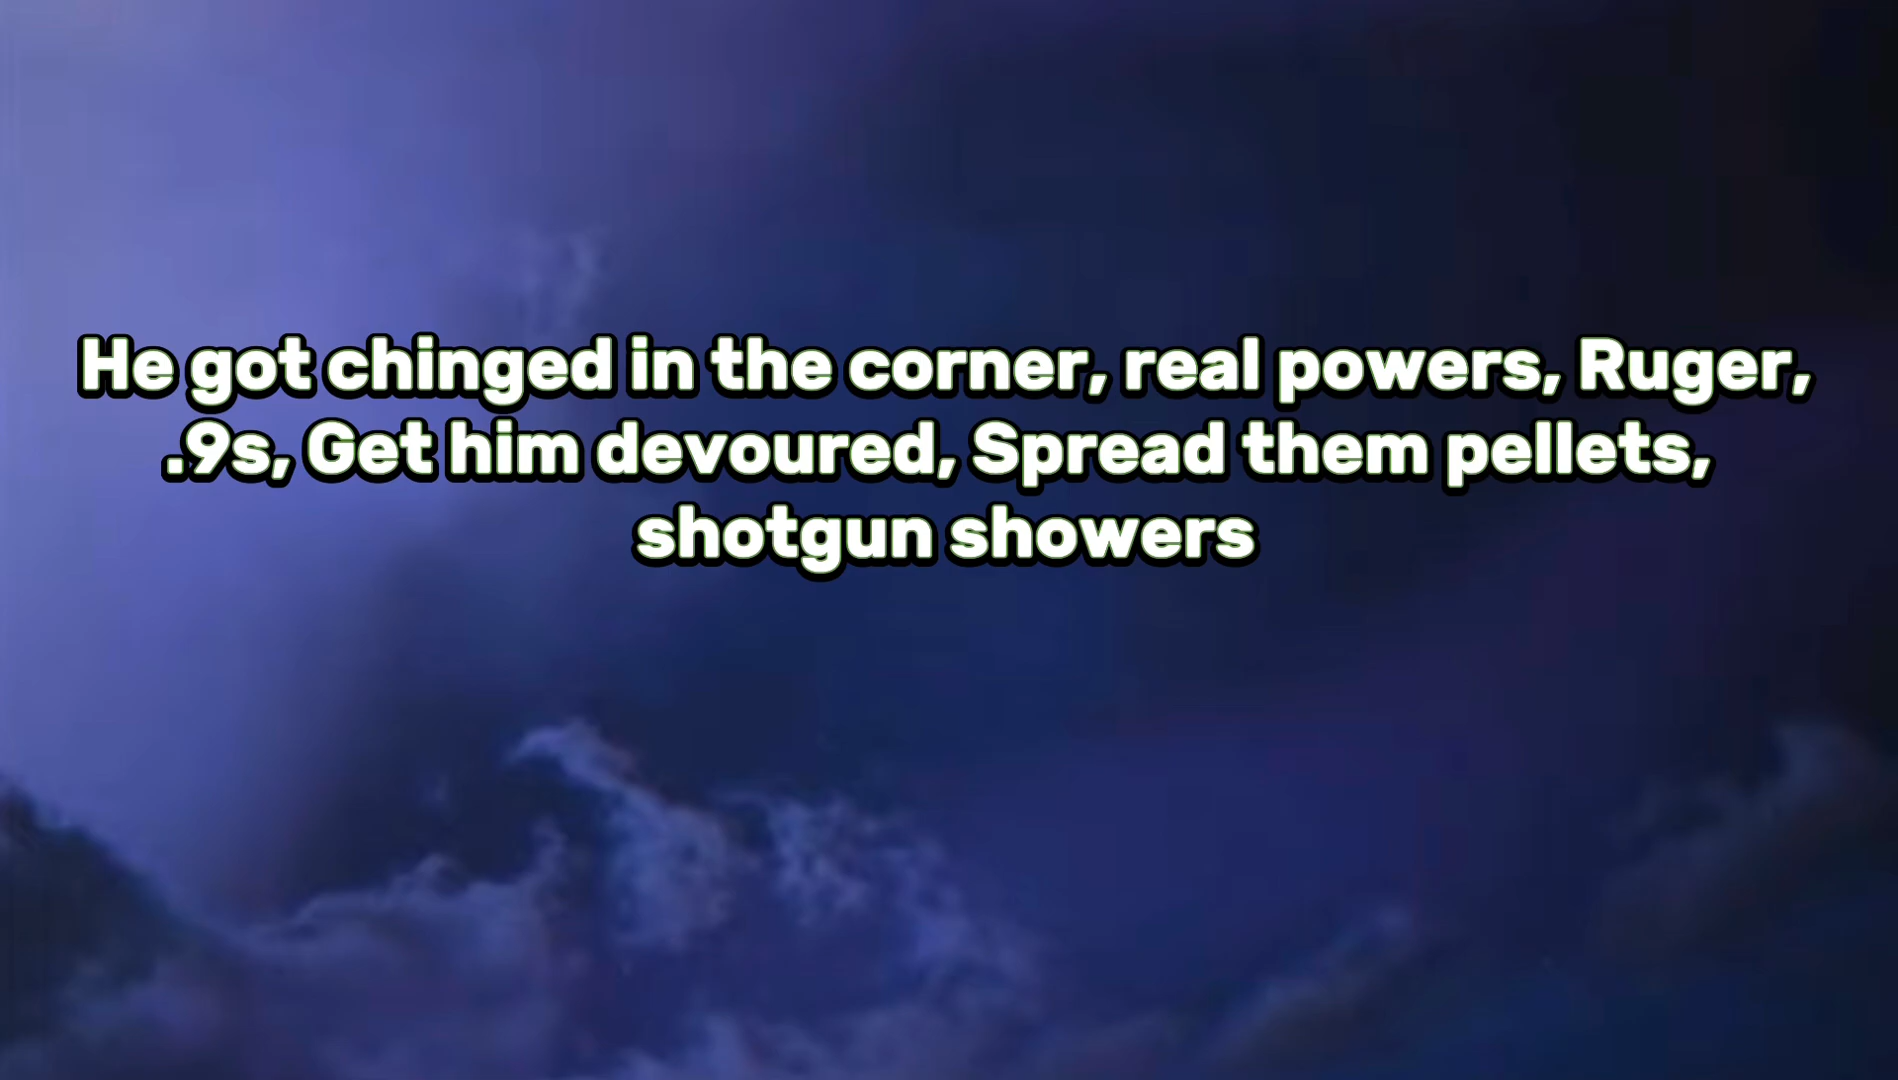 He got chinged in the corner, real powers, Ruger,
.9s, Get him devoured, Spread them pellets,
shotgun showers